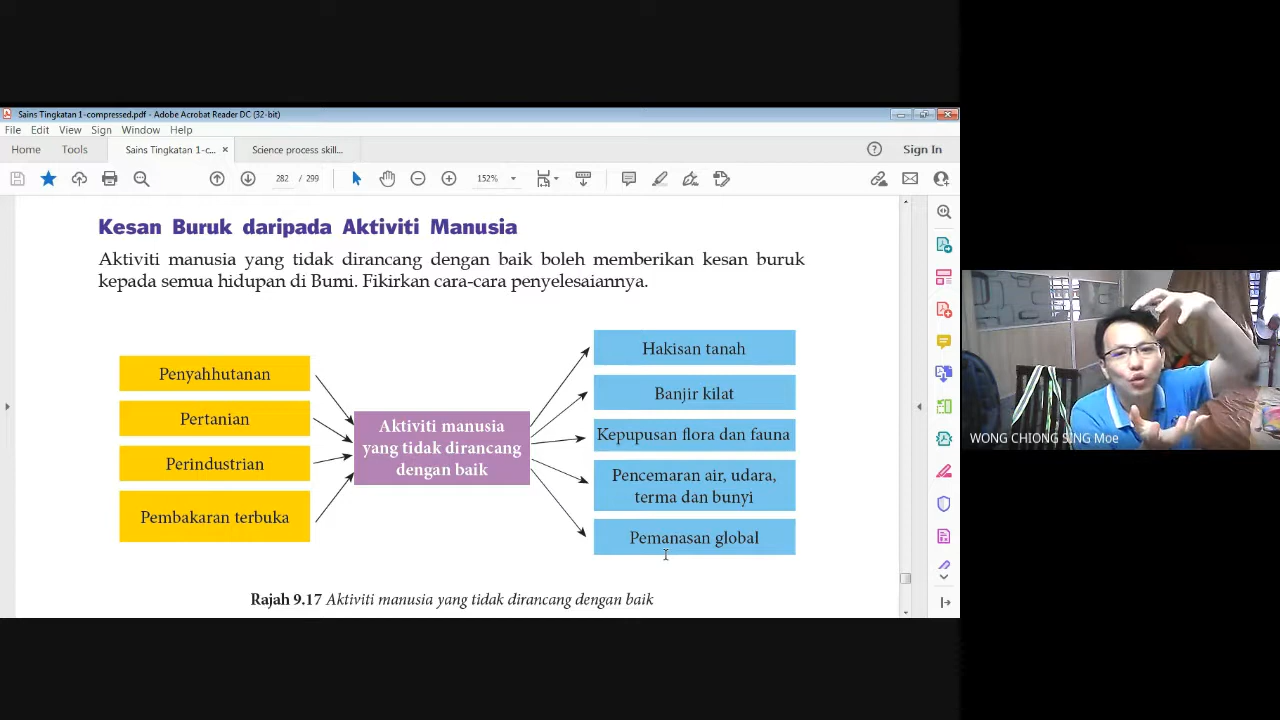 Sains Tingkatan 1-compressed.pdf - Adobe Acrobat Reader DC (32-bit)
File Edit View Sign Window Help
Home Tools Sains Tingkatan 1-c... × Science process skill... Sign In
282 / 299 152%
Kesan Buruk daripada Aktiviti Manusia
Aktiviti manusia yang tidak dirancang dengan baik boleh memberikan kesan buruk
kepada semua hidupan di Bumi. Fikirkan cara-cara penyelesaiannya.
Penyahhutanan
Pertanian
Perindustrian
Pembakaran terbuka
Aktiviti manusia
yang tidak dirancang
dengan baik
Hakisan tanah
Banjir kilat
Kepupusan flora dan fauna
Pencemaran air, udara,
terma dan bunyi
Pemanasan global
Rajah 9.17 Aktiviti manusia yang tidak dirancang dengan baik
WONG CHIONG SING Moe